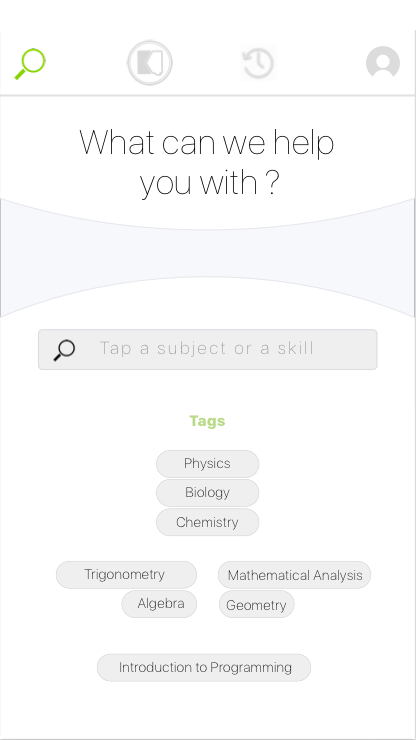 What can we help
you with ?
Tap a subject or a skill
Tags
Physics
Biology
Chemistry
Trigonometry
Mathematical Analysis
Algebra
Geometry
Introduction to Programming